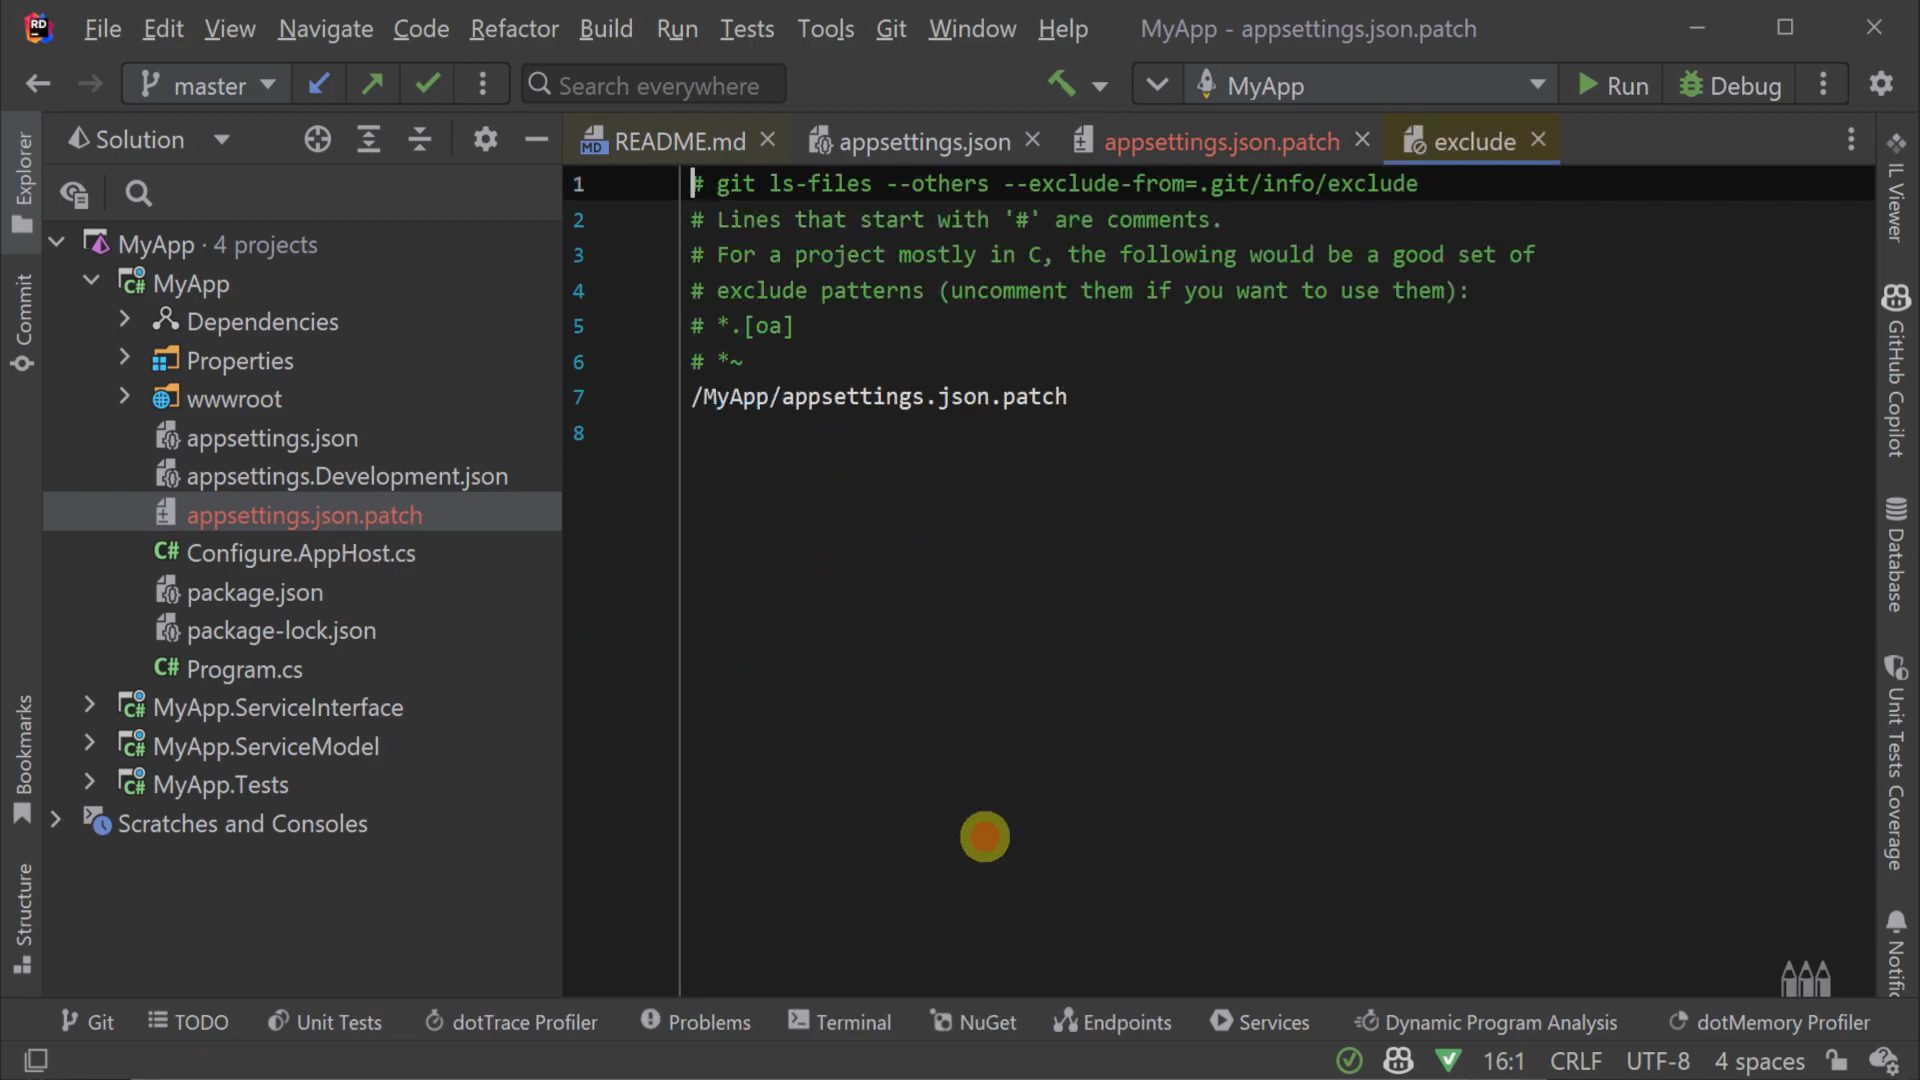 RD File Edit View Navigate Code Refactor Build Run Tests Tools Git Window Help MyApp - appsettings.json.patch
master Search everywhere MyApp Run Debug
Solution
README.md appsettings.json appsettings.json.patch exclude
Explorer
Commit
Bookmarks
Structure
MyApp · 4 projects
MyApp
Dependencies
Properties
wwwroot
appsettings.json
appsettings.Development.json
appsettings.json.patch
C# Configure.AppHost.cs
package.json
package-lock.json
C# Program.cs
MyApp.ServiceInterface
MyApp.ServiceModel
MyApp.Tests
Scratches and Consoles
1 # git ls-files --others --exclude-from=.git/info/exclude
2 # Lines that start with '#' are comments.
3 # For a project mostly in C, the following would be a good set of
4 # exclude patterns (uncomment them if you want to use them):
5 # *.[oa]
6 # *~
7 /MyApp/appsettings.json.patch
8
IL Viewer
GitHub Copilot
Database
Unit Tests Coverage
Notific
Git TODO Unit Tests dotTrace Profiler Problems Terminal NuGet Endpoints Services Dynamic Program Analysis dotMemory Profiler
16:1 CRLF UTF-8 4 spaces